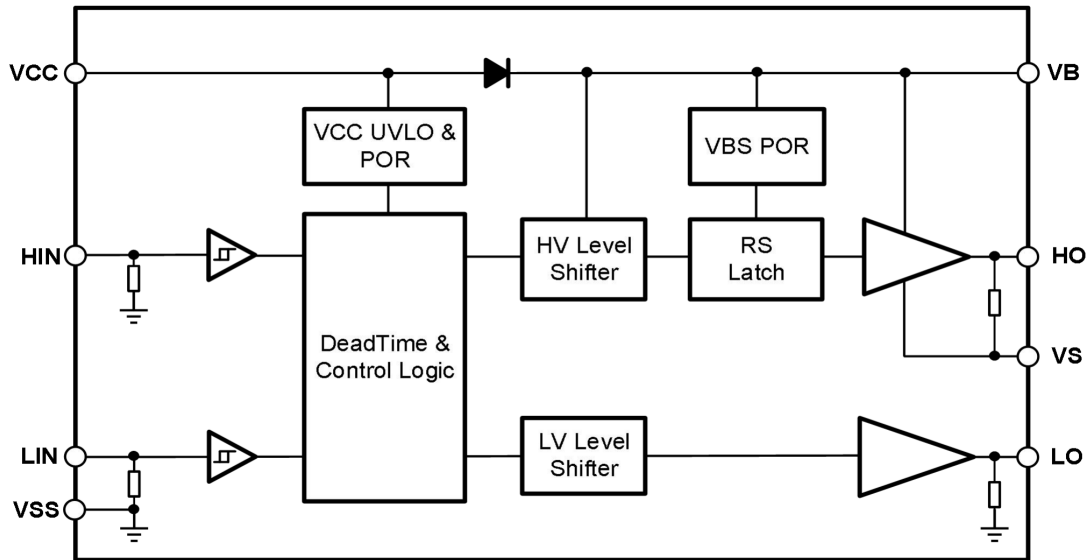 VCC
VB
VCC UVLO &
POR
VBS POR
HIN
HV Level
Shifter
RS
Latch
HO
DeadTime &
Control Logic
VS
LIN
LV Level
Shifter
LO
VSS